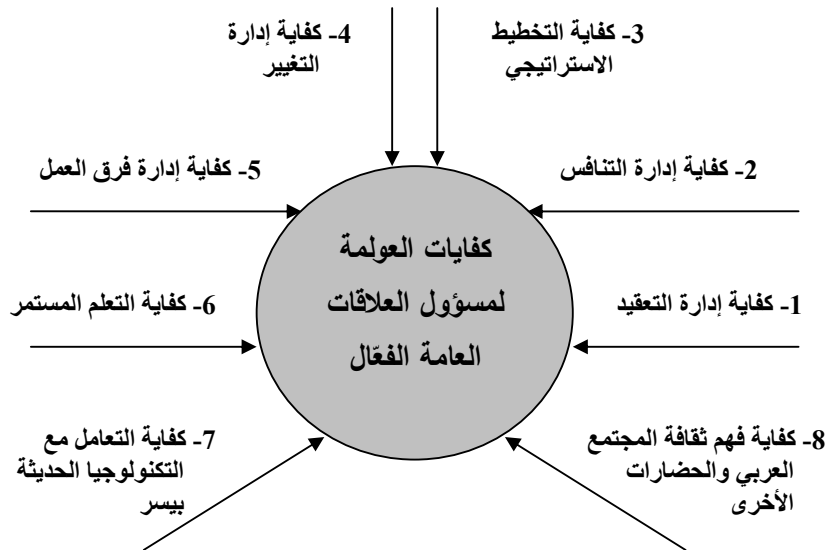 3- كفاية التخطيط
الاستراتيجي
4- كفاية إدارة
التغيير
2- كفاية إدارة التنافس
5- كفاية إدارة فرق العمل
كفايات العولمة
لمسؤول العلاقات
العامة الفعّال
1- كفاية إدارة التعقيد
6- كفاية التعلم المستمر
8- كفاية فهم ثقافة المجتمع
العربي والحضارات
الأخرى
7- كفاية التعامل مع
التكنولوجيا الحديثة
بيسر